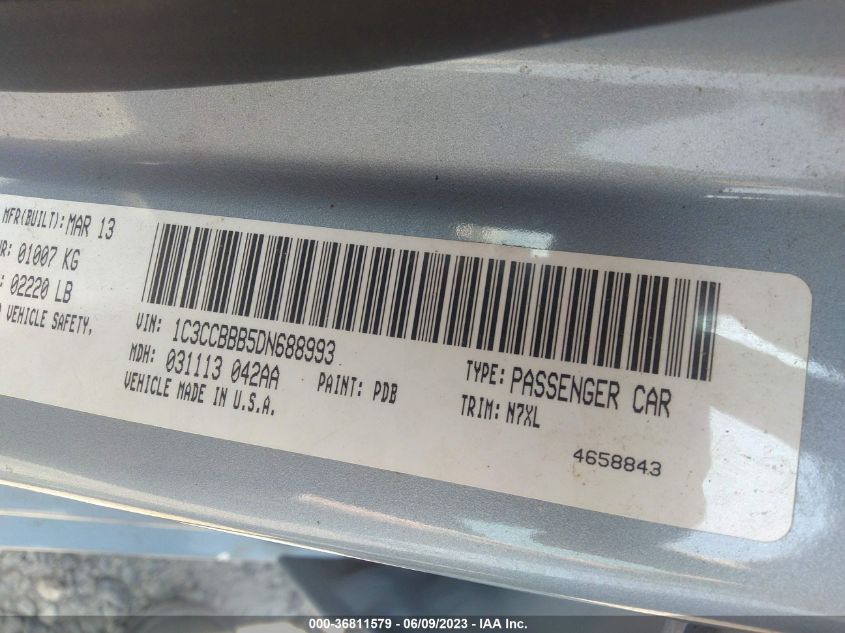 MFR(BUILT): MAR 13
01007 KG
: 02220 LB
VEHICLE SAFETY,
VIN: 1C3CCBBB5DN688993
MDH: 031113 042AA
PAINT: PDB
VEHICLE MADE IN U.S.A.
TYPE: PASSENGER CAR
TRIM: N7XL
4658843
000-36811579 - 06/09/2023 - IAA Inc.